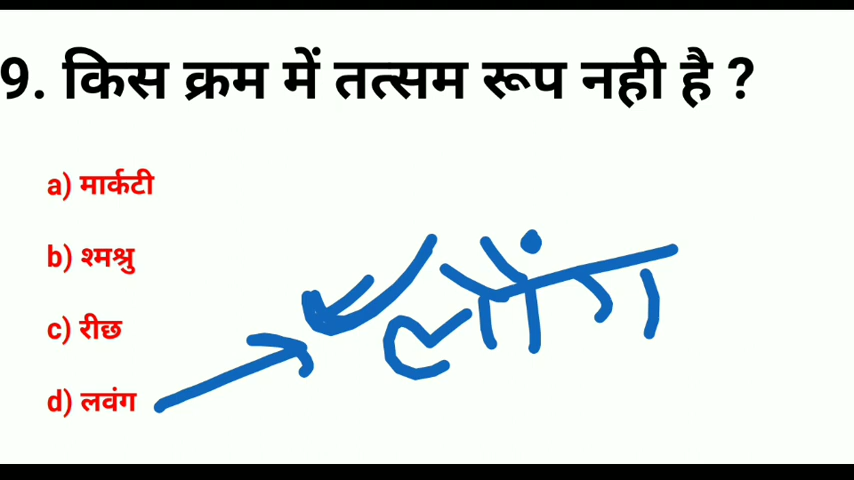 9. किस क्रम में तत्सम रूप नही है ?
a) मार्कटी
b) श्मश्रु
c) रीछ
d) लवंग
लौंग